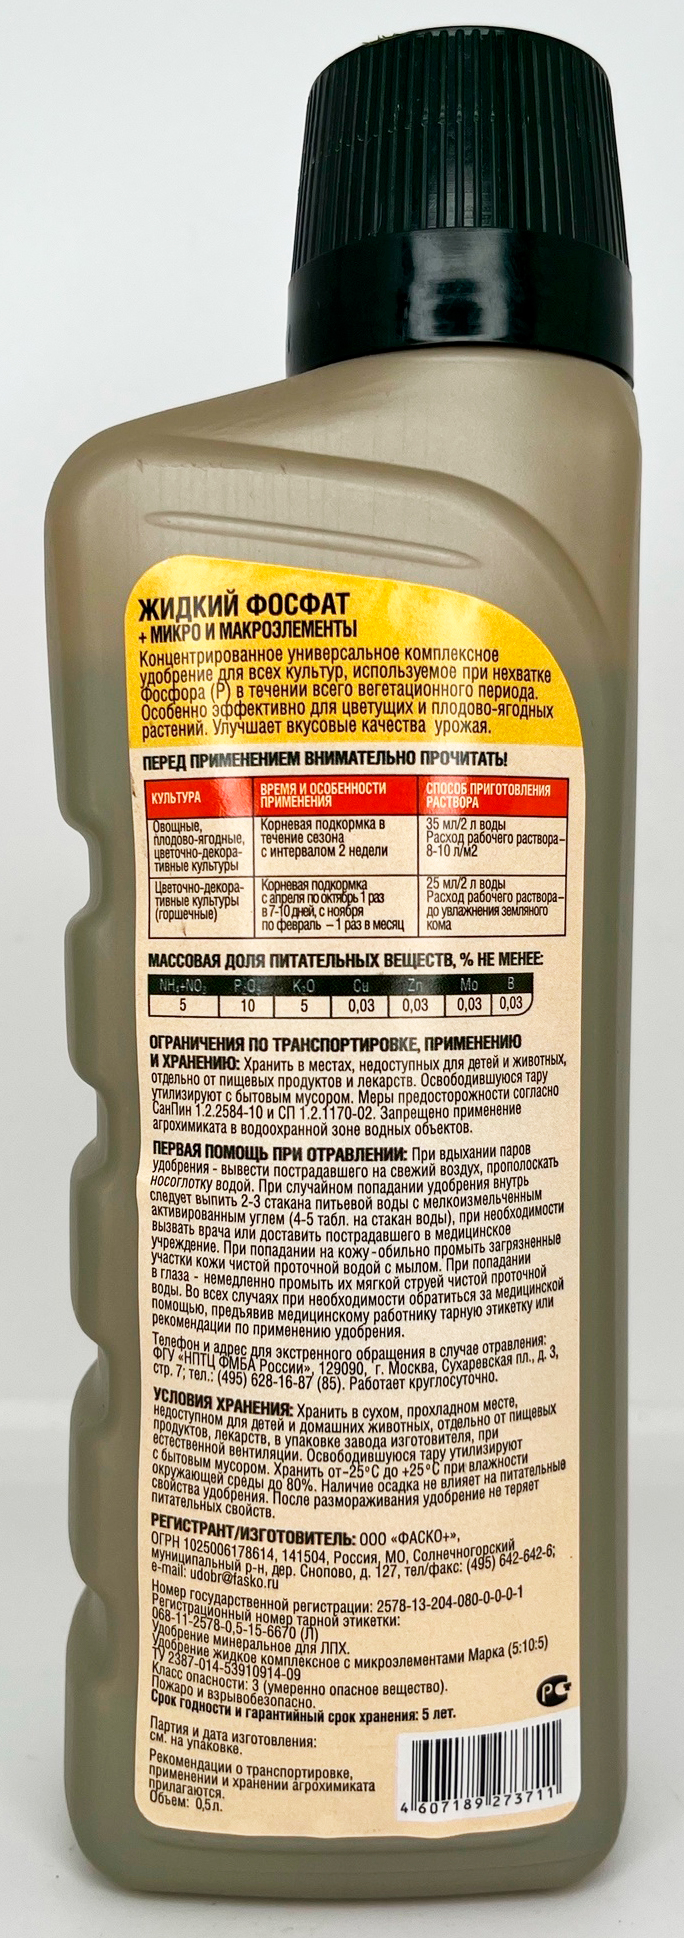 ЖИДКИЙ ФОСФАТ
+ МИКРО И МАКРОЭЛЕМЕНТЫ
Концентрированное универсальное комплексное
удобрение для всех культур, используемое при нехватке
Фосфора (Р) в течении всего вегетационного периода.
Особенно эффективно для цветущих и плодово-ягодных
растений. Улучшает вкусовые качества урожая.
ПЕРЕД ПРИМЕНЕНИЕМ ВНИМАТЕЛЬНО ПРОЧИТАТЬ!
КУЛЬТУРА
ВРЕМЯ И ОСОБЕННОСТИ
ПРИМЕНЕНИЯ
СПОСОБ ПРИГОТОВЛЕНИЯ
РАСТВОРА
Овощные,
плодово-ягодные,
цветочно-декора-
тивные культуры
Корневая подкормка в
течение сезона
с интервалом 2 недели
35 мл/2 л воды
Расход рабочего раствора–
8-10 л/м2
Цветочно-декора-
тивные культуры
(горшечные)
Корневая подкормка
с апреля по октябрь 1 раз
в 7-10 дней, с ноября
по февраль – 1 раз в месяц
25 мл/2 л воды
Расход рабочего раствора–
до увлажнения земляного
кома
МАССОВАЯ ДОЛЯ ПИТАТЕЛЬНЫХ ВЕЩЕСТВ, % НЕ МЕНЕЕ:
NH₄+NO₃ P₂O₅ K₂O Cu Zn Mo B
5 10 5 0,03 0,03 0,03 0,03
ОГРАНИЧЕНИЯ ПО ТРАНСПОРТИРОВКЕ, ПРИМЕНЕНИЮ
И ХРАНЕНИЮ: Хранить в местах, недоступных для детей и животных,
отдельно от пищевых продуктов и лекарств. Освободившуюся тару
утилизируют с бытовым мусором. Меры предосторожности согласно
СанПин 1.2.2584-10 и СП 1.2.1170-02. Запрещено применение
агрохимиката в водоохранной зоне водных объектов.
ПЕРВАЯ ПОМОЩЬ ПРИ ОТРАВЛЕНИИ: При вдыхании паров
удобрения - вывести пострадавшего на свежий воздух, прополоскать
носоглотку водой. При случайном попадании удобрения внутрь
следует выпить 2-3 стакана питьевой воды с мелкоизмельченным
активированным углем (4-5 табл. на стакан воды), при необходимости
вызвать врача или доставить пострадавшего в медицинское
учреждение. При попадании на кожу - обильно промыть загрязненные
участки кожи чистой проточной водой с мылом. При попадании
в глаза - немедленно промыть их мягкой струей чистой проточной
воды. Во всех случаях при необходимости обратиться за медицинской
помощью, предъявив медицинскому работнику тарную этикетку или
рекомендации по применению удобрения.
Телефон и адрес для экстренного обращения в случае отравления:
ФГУ «НПТЦ ФМБА России», 129090, г. Москва, Сухаревская пл., д. 3,
стр. 7; тел.: (495) 628-16-87 (85). Работает круглосуточно.
УСЛОВИЯ ХРАНЕНИЯ: Хранить в сухом, прохладном месте,
недоступном для детей и домашних животных, отдельно от пищевых
продуктов, лекарств, в упаковке завода изготовителя, при
естественной вентиляции. Освободившуюся тару утилизируют
с бытовым мусором. Хранить от–25°С до +25°С при влажности
окружающей среды до 80%. Наличие осадка не влияет на питательные
свойства удобрения. После размораживания удобрение не теряет
питательных свойств.
РЕГИСТРАНТ/ИЗГОТОВИТЕЛЬ: ООО «ФАСКО+»,
ОГРН 1025006178614, 141504, Россия, МО, Солнечногорский
муниципальный р-н, дер. Снопово, д. 127, тел/факс: (495) 642-642-6;
e-mail: udobr@fasko.ru
Номер государственной регистрации: 2578-13-204-080-0-0-0-1
Регистрационный номер тарной этикетки:
068-11-2578-0,5-15-6670 (Л)
Удобрение минеральное для ЛПХ.
Удобрение жидкое комплексное с микроэлементами Марка (5:10:5)
ТУ 2387-014-53910914-09
Класс опасности: 3 (умеренно опасное вещество).
Пожаро и взрывобезопасно.
Срок годности и гарантийный срок хранения: 5 лет.
Партия и дата изготовления:
см. на упаковке.
Рекомендации о транспортировке,
применении и хранении агрохимиката
прилагаются.
Объем: 0,5л.
РСТ
4 607189 273711